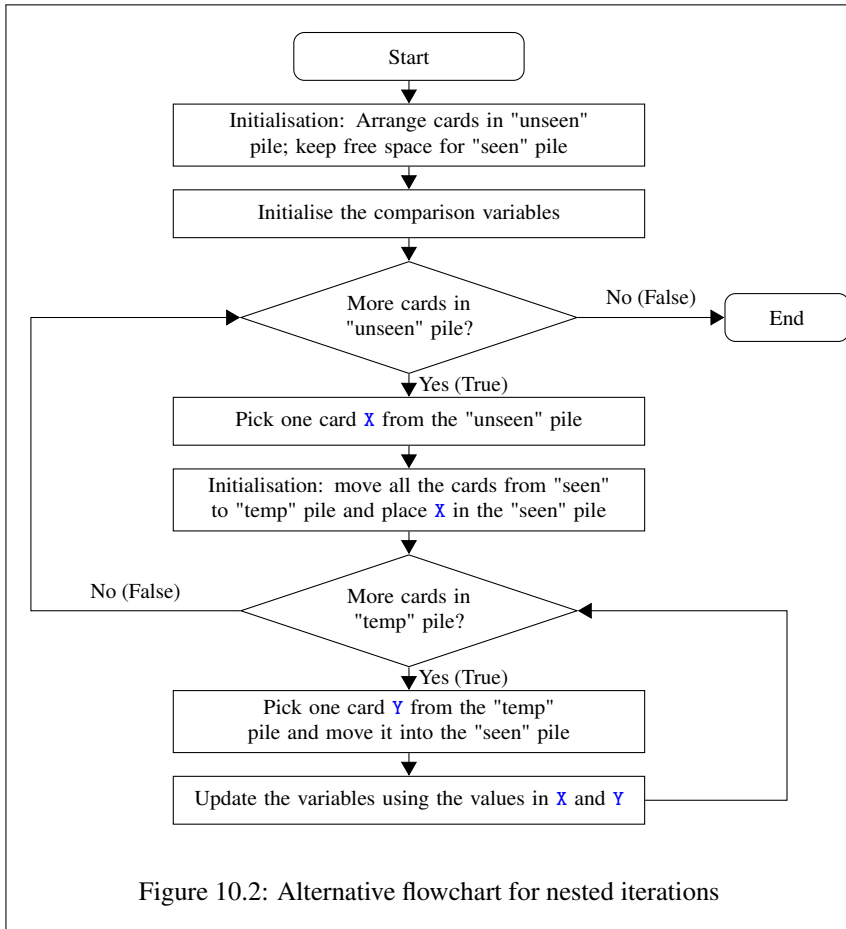 Start
Initialisation: Arrange cards in "unseen"
pile; keep free space for "seen" pile
Initialise the comparison variables
More cards in
"unseen" pile?
No (False)
End
Yes (True)
Pick one card X from the "unseen" pile
Initialisation: move all the cards from "seen"
to "temp" pile and place X in the "seen" pile
No (False)
More cards in
"temp" pile?
Yes (True)
Pick one card Y from the "temp"
pile and move it into the "seen" pile
Update the variables using the values in X and Y
Figure 10.2: Alternative flowchart for nested iterations